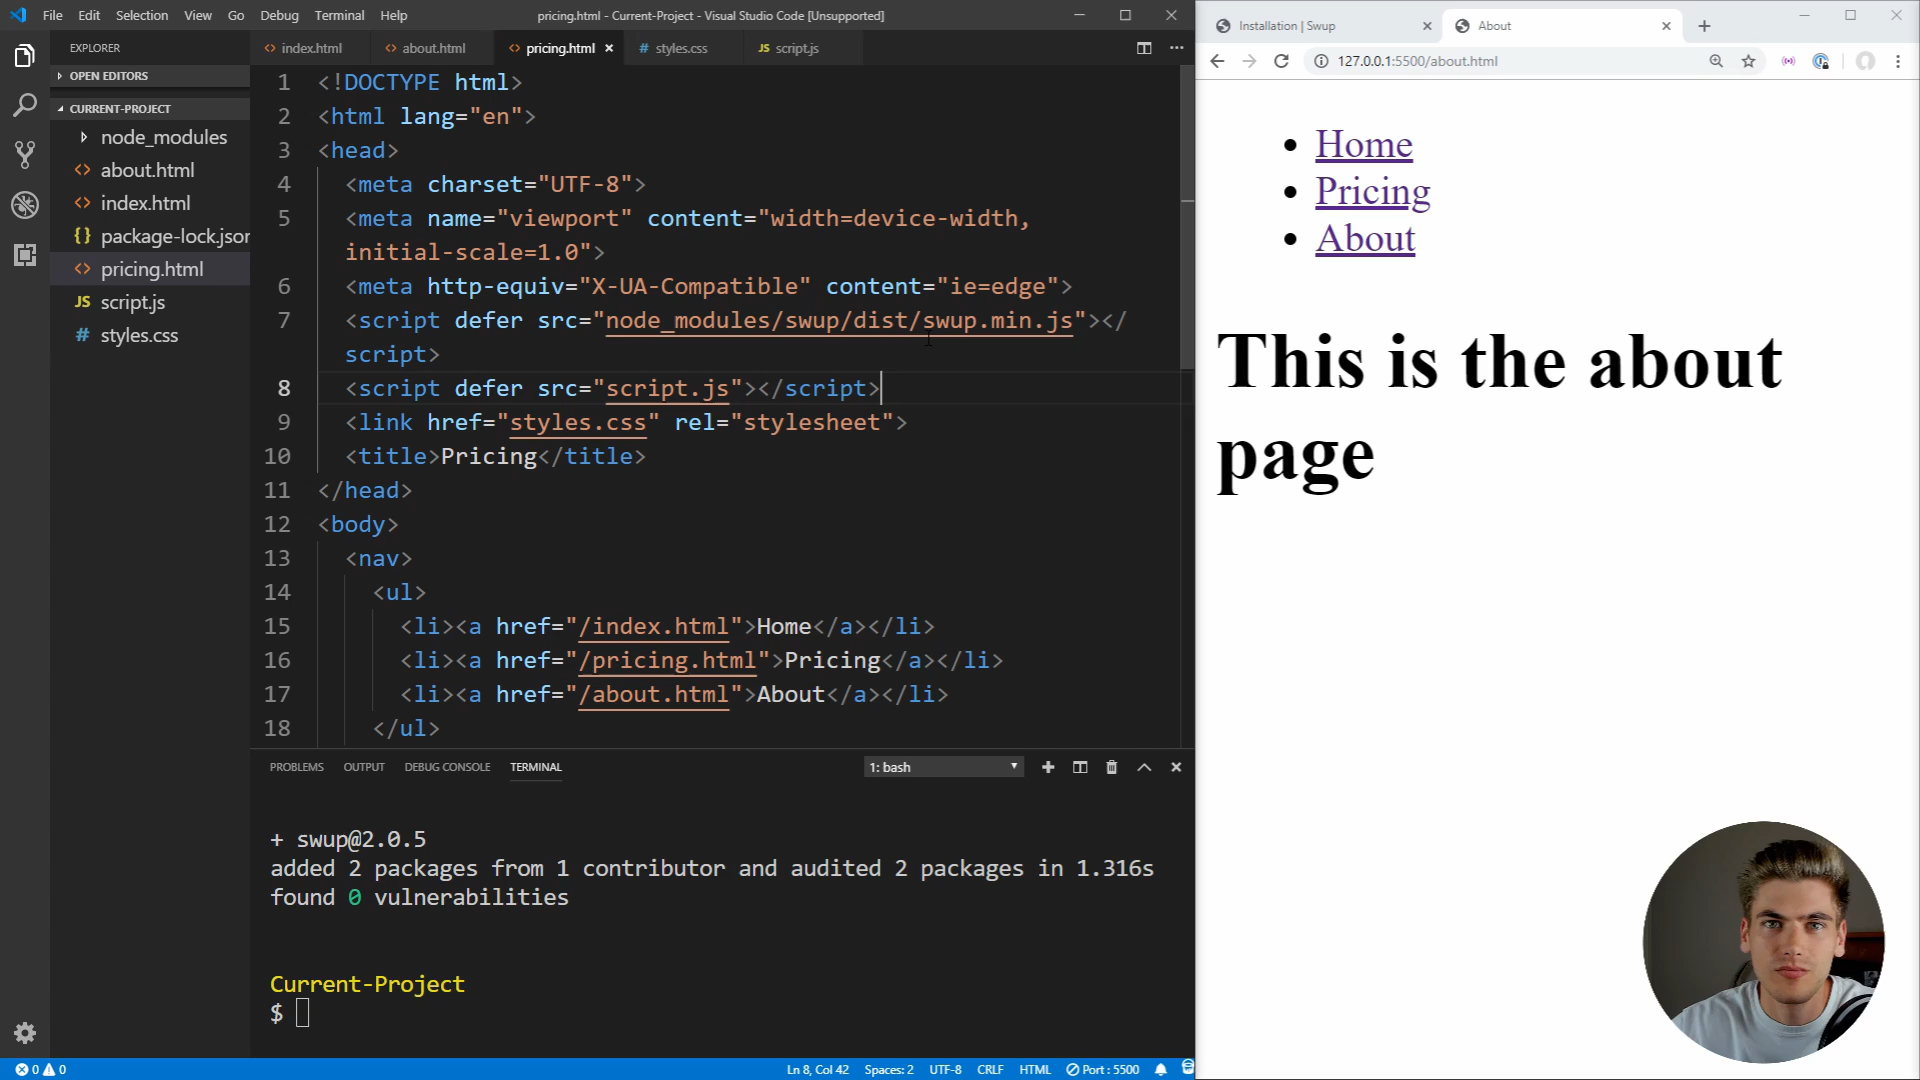 File Edit Selection View Go Debug Terminal Help
pricing.html - Current-Project - Visual Studio Code [Unsupported]
EXPLORER
OPEN EDITORS
CURRENT-PROJECT
node_modules
about.html
index.html
{} package-lock.jsor
pricing.html
JS script.js
# styles.css
index.html
about.html
pricing.html
# styles.css
JS script.js
1 <!DOCTYPE html>
2 <html lang="en">
3 <head>
4 <meta charset="UTF-8">
5 <meta name="viewport" content="width=device-width,
initial-scale=1.0">
6 <meta http-equiv="X-UA-Compatible" content="ie=edge">
7 <script defer src="node_modules/swup/dist/swup.min.js"></
script>
8 <script defer src="script.js"></script>
9 <link href="styles.css" rel="stylesheet">
10 <title>Pricing</title>
11 </head>
12 <body>
13 <nav>
14 <ul>
15 <li><a href="/index.html">Home</a></li>
16 <li><a href="/pricing.html">Pricing</a></li>
17 <li><a href="/about.html">About</a></li>
18 </ul>
PROBLEMS OUTPUT DEBUG CONSOLE TERMINAL
1: bash
+ swup@2.0.5
added 2 packages from 1 contributor and audited 2 packages in 1.316s
found 0 vulnerabilities
Current-Project
$
0 0
Ln 8, Col 42 Spaces: 2 UTF-8 CRLF HTML Port : 5500
Installation | Swup
About
127.0.0.1:5500/about.html
Home
Pricing
About
This is the about
page